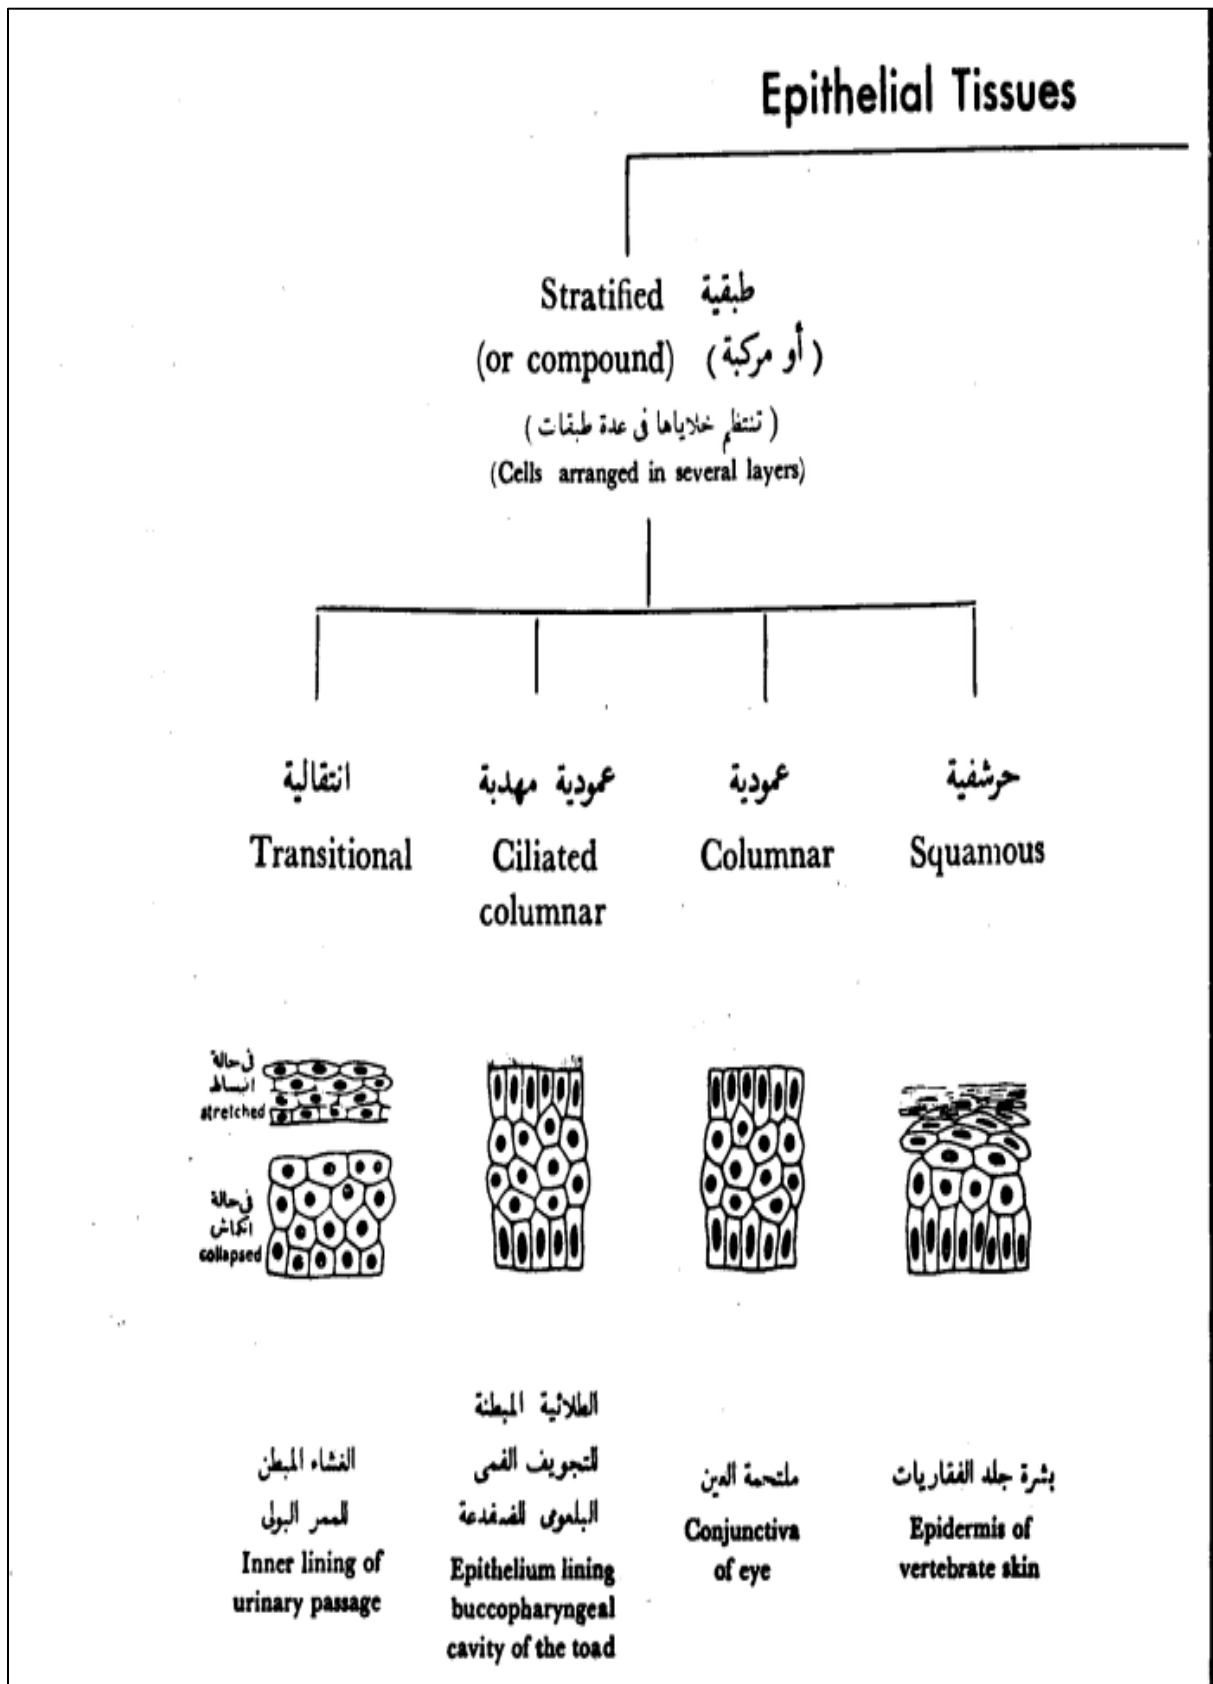 Epithelial Tissues
Stratified طبقية
(or compound) (أو مركبة)
(تنتظم خلاياها فى عدة طبقات)
(Cells arranged in several layers)
انتقالية
Transitional
عمودية مهدبة
Ciliated
columnar
عمودية
Columnar
حرشفية
Squamous
فى حالة
انبساط
stretched
فى حالة
انكماش
collapsed
الغشاء المبطن
للممر البولى
Inner lining of
urinary passage
الطلائية المبطنة
للتجويف الفمى
البلعومى للضفدعة
Epithelium lining
buccopharyngeal
cavity of the toad
ملتحمة العين
Conjunctiva
of eye
بشرة جلد الفقاريات
Epidermis of
vertebrate skin